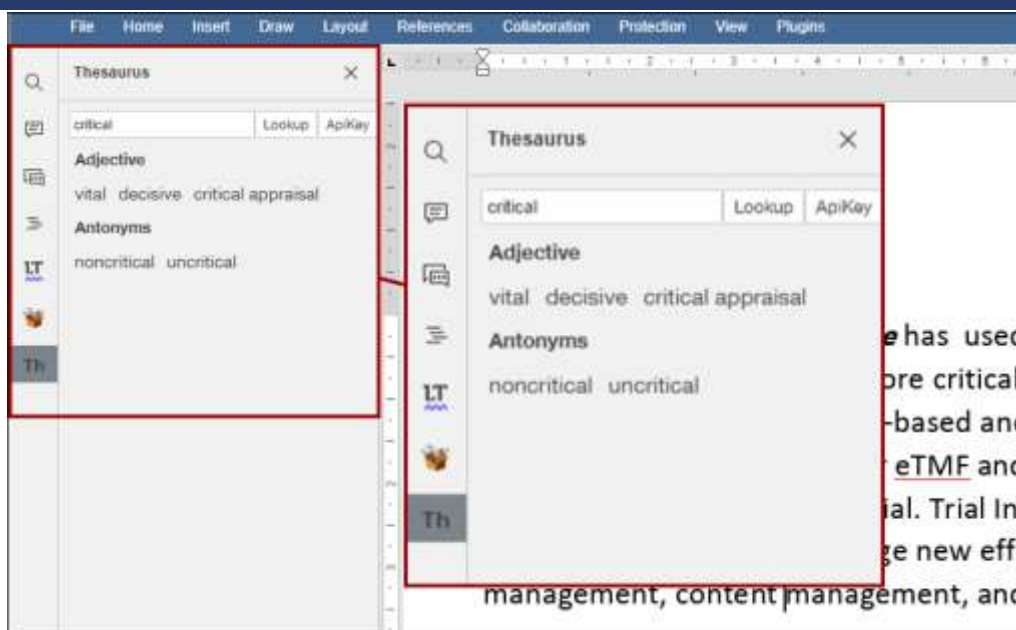 File Home Insert Draw Layout References Collaboration Protection View Plugins
Thesaurus
critical Lookup ApiKey
Adjective
vital decisive critical appraisal
Antonyms
noncritical uncritical
LT
Th
Thesaurus
critical Lookup ApiKey
Adjective
vital decisive critical appraisal
Antonyms
noncritical uncritical
LT
Th
e has used
ore critical
-based and
eTMF and
ial. Trial In
ge new eff
management, content management, and